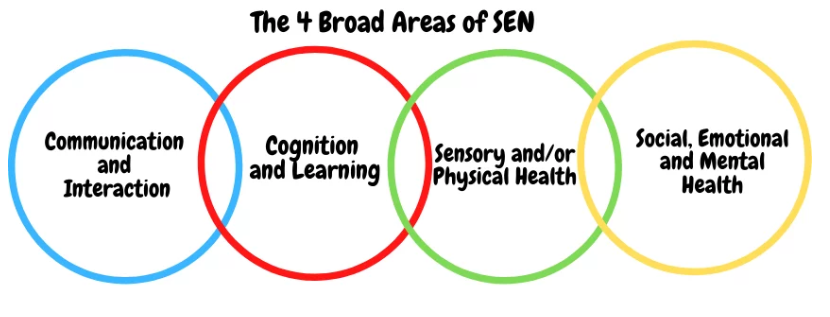 The 4 Broad Areas of SEN
Communication
and
Interaction
Cognition
and Learning
Sensory and/or
Physical Health
Social, Emotional
and Mental
Health